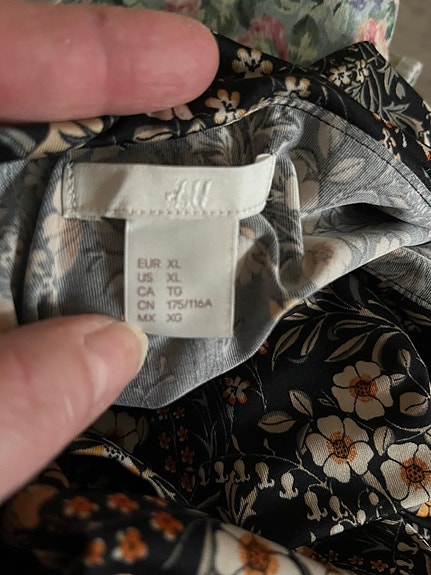 H&M
EUR XL
US XL
CA TG
CN 175/116A
MX XG